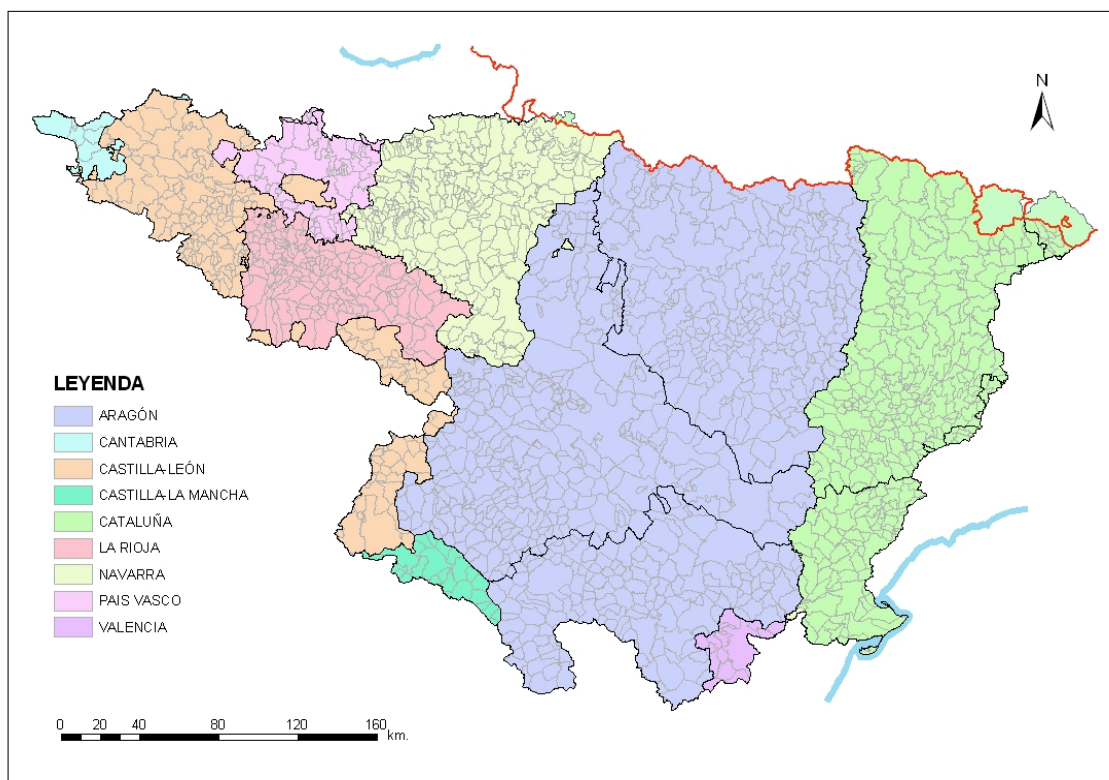 N
LEYENDA
ARAGÓN
CANTABRIA
CASTILLA-LEÓN
CASTILLA-LA MANCHA
CATALUÑA
LA RIOJA
NAVARRA
PAIS VASCO
VALENCIA
0 20 40 80 120 160
km.